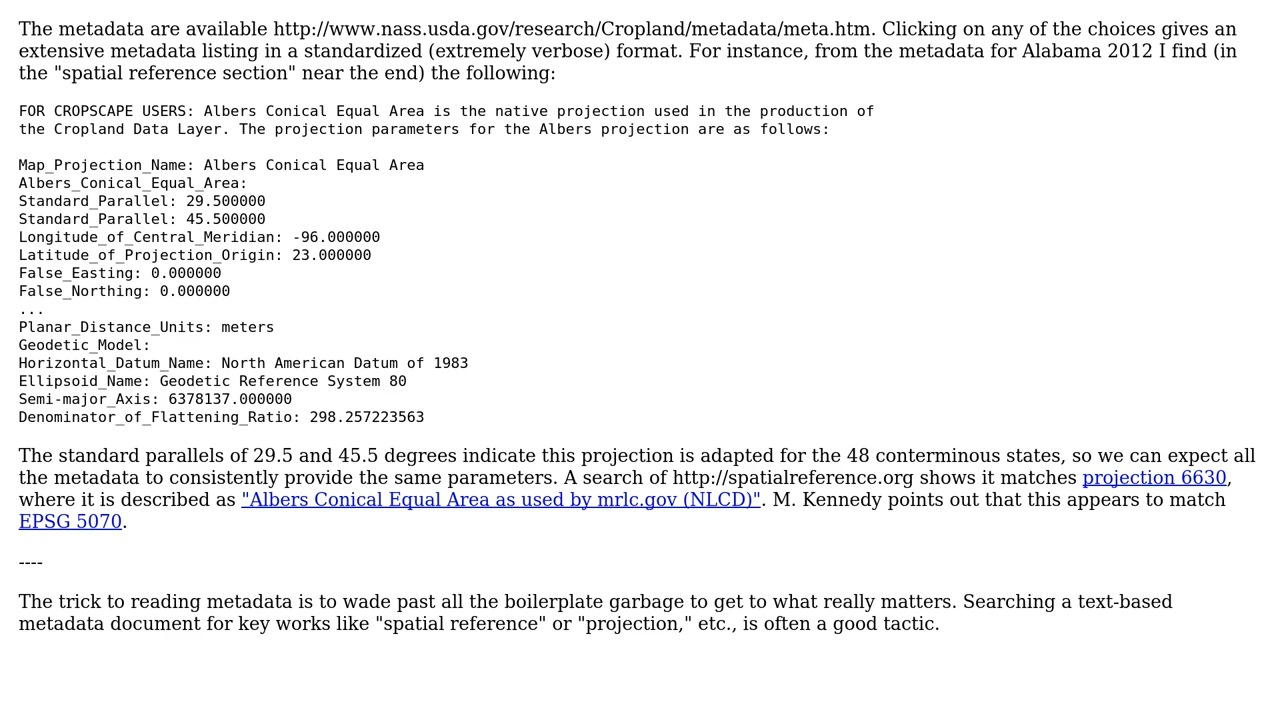 The metadata are available http://www.nass.usda.gov/research/Cropland/metadata/meta.htm. Clicking on any of the choices gives an
extensive metadata listing in a standardized (extremely verbose) format. For instance, from the metadata for Alabama 2012 I find (in
the "spatial reference section" near the end) the following:
FOR CROPSCAPE USERS: Albers Conical Equal Area is the native projection used in the production of
the Cropland Data Layer. The projection parameters for the Albers projection are as follows:
Map_Projection_Name: Albers Conical Equal Area
Albers_Conical_Equal_Area:
Standard_Parallel: 29.500000
Standard_Parallel: 45.500000
Longitude_of_Central_Meridian: -96.000000
Latitude_of_Projection_Origin: 23.000000
False_Easting: 0.000000
False_Northing: 0.000000
...
Planar_Distance_Units: meters
Geodetic_Model:
Horizontal_Datum_Name: North American Datum of 1983
Ellipsoid_Name: Geodetic Reference System 80
Semi-major_Axis: 6378137.000000
Denominator_of_Flattening_Ratio: 298.257223563
The standard parallels of 29.5 and 45.5 degrees indicate this projection is adapted for the 48 conterminous states, so we can expect all
the metadata to consistently provide the same parameters. A search of http://spatialreference.org shows it matches projection 6630,
where it is described as "Albers Conical Equal Area as used by mrlc.gov (NLCD)". M. Kennedy points out that this appears to match
EPSG 5070.
----
The trick to reading metadata is to wade past all the boilerplate garbage to get to what really matters. Searching a text-based
metadata document for key works like "spatial reference" or "projection," etc., is often a good tactic.